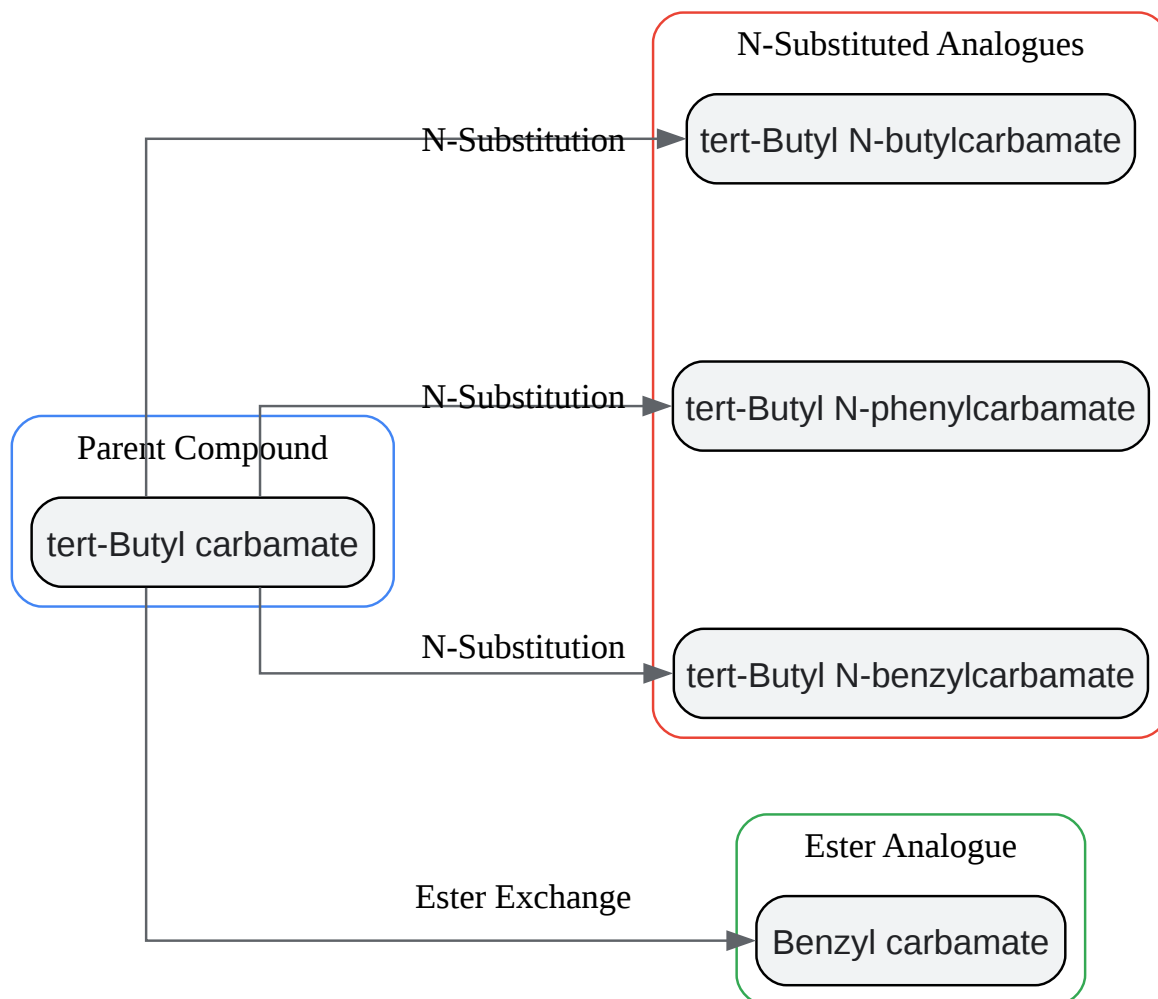 N-Substituted Analogues
N-Substitution
tert-Butyl N-butylcarbamate
N-Substitution
tert-Butyl N-phenylcarbamate
Parent Compound
tert-Butyl carbamate
N-Substitution
tert-Butyl N-benzylcarbamate
Ester Analogue
Ester Exchange
Benzyl carbamate